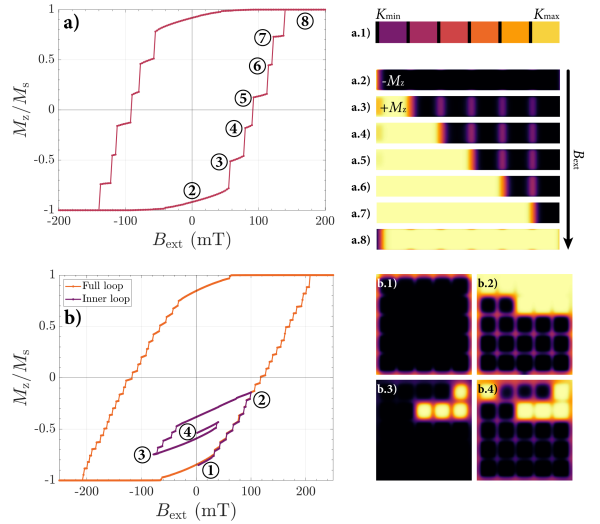 a)
1
0.5
0
-0.5
-1
-200 -100 0 100 200
M_z/M_s
B_ext (mT)
② ③ ④ ⑤ ⑥ ⑦ ⑧
K_min K_max
a.1)
a.2) -M_z
a.3) +M_z
a.4)
a.5)
a.6)
a.7)
a.8)
B_ext
b)
Full loop
Inner loop
1
0.5
0
-0.5
-1
-200 -100 0 100 200
M_z/M_s
B_ext (mT)
① ② ③ ④
b.1) b.2)
b.3) b.4)